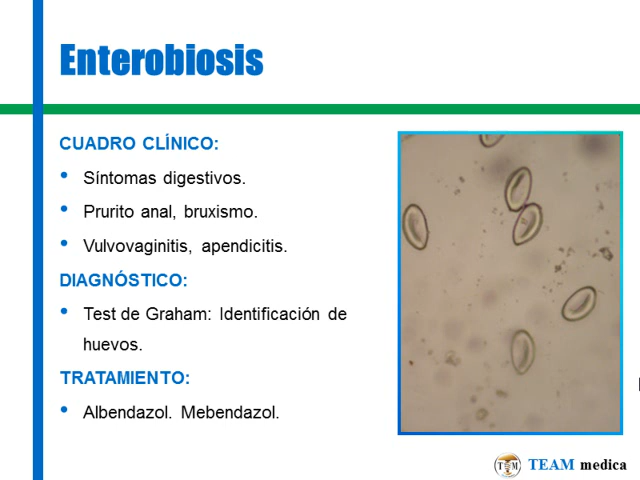 Enterobiosis
CUADRO CLÍNICO:
• Síntomas digestivos.
• Prurito anal, bruxismo.
• Vulvovaginitis, apendicitis.
DIAGNÓSTICO:
• Test de Graham: Identificación de
huevos.
TRATAMIENTO:
• Albendazol. Mebendazol.
TEAM medica